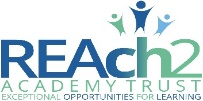 REAch2
ACADEMY TRUST
EXCEPTIONAL OPPORTUNITIES FOR LEARNING